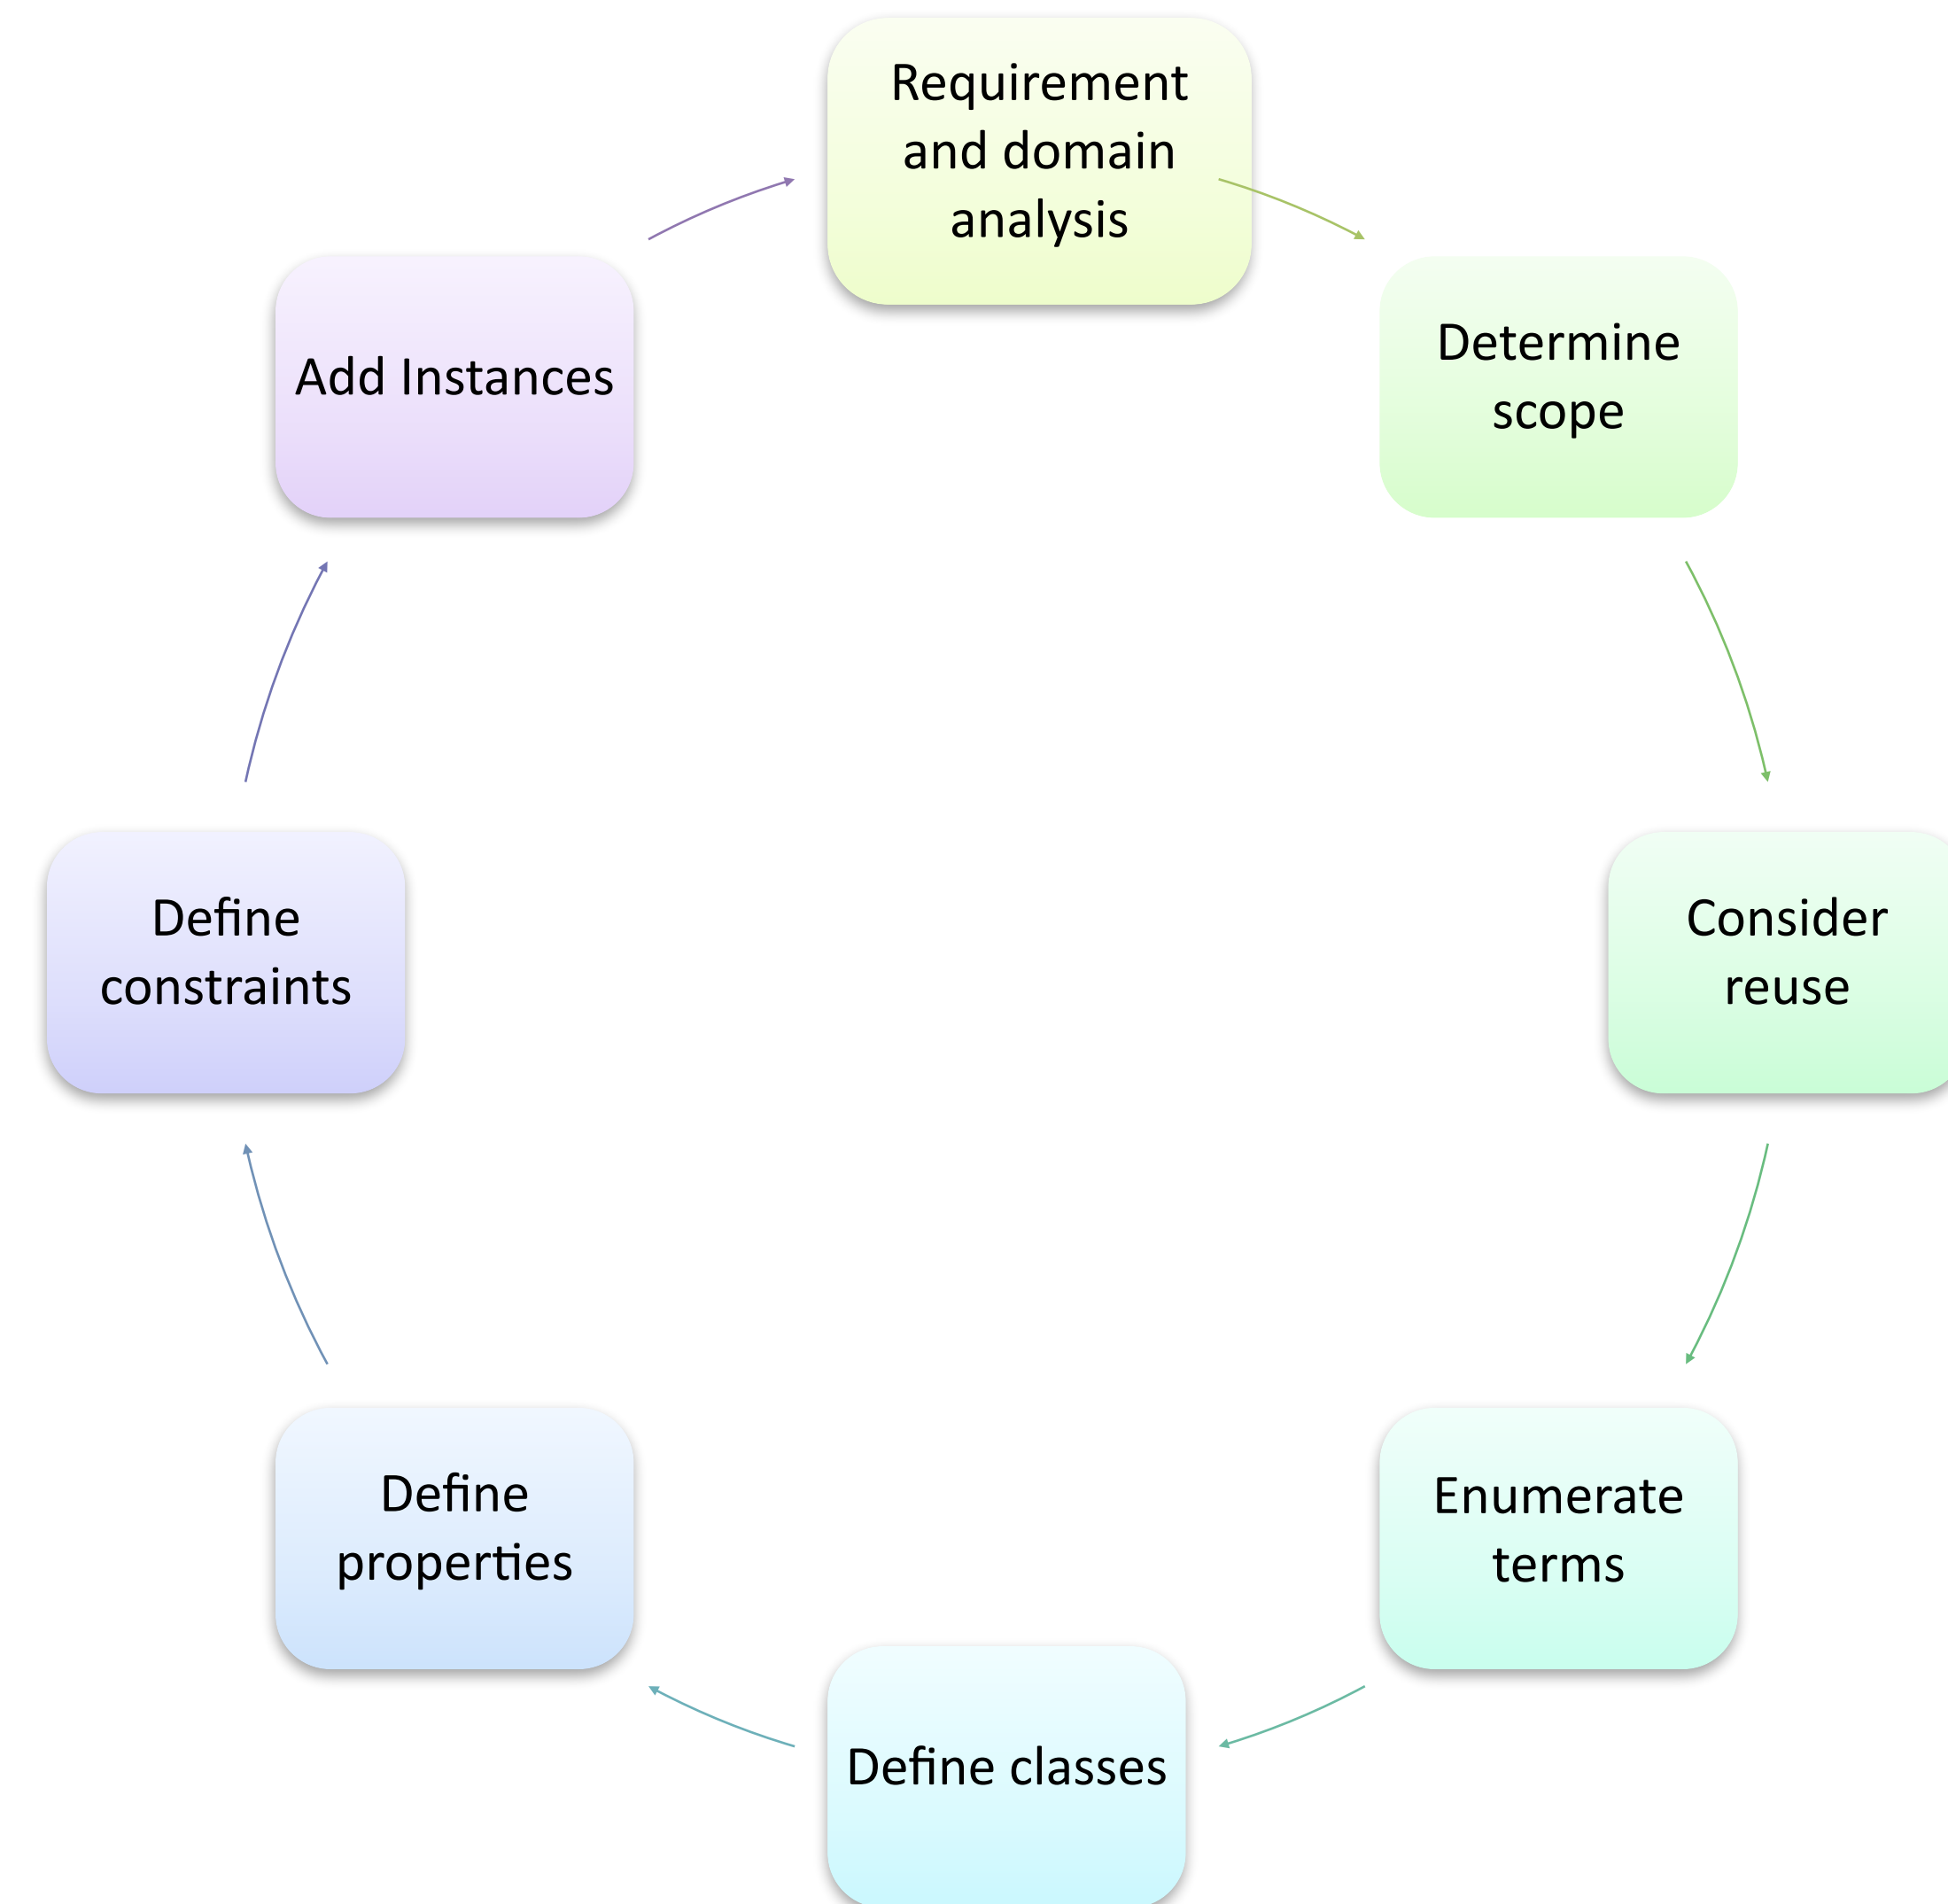 Requirement
and domain
analysis
Determine
scope
Consider
reuse
Enumerate
terms
Define classes
Define
properties
Define
constraints
Add Instances